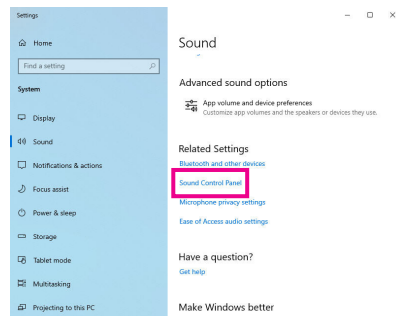 Settings
Home
Find a setting
System
Display
Sound
Notifications & actions
Focus assist
Power & sleep
Storage
Tablet mode
Multitasking
Projecting to this PC
Sound
Advanced sound options
App volume and device preferences
Customize app volumes and the speakers or devices they use.
Related Settings
Bluetooth and other devices
Sound Control Panel
Microphone privacy settings
Ease of Access audio settings
Have a question?
Get help
Make Windows better